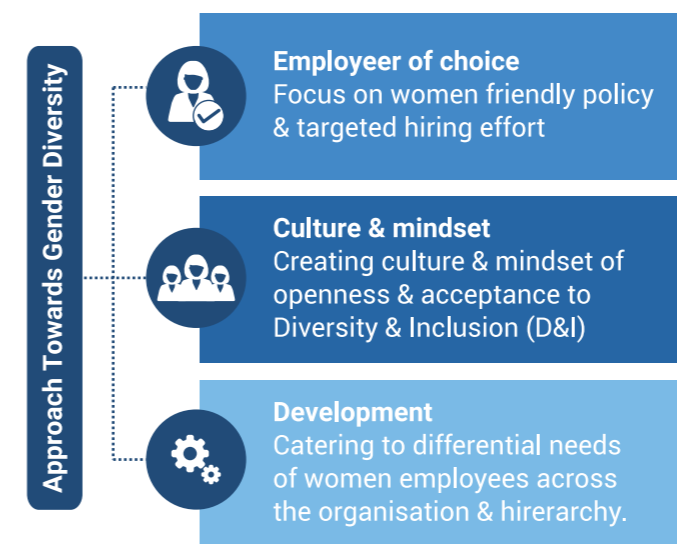 Approach Towards Gender Diversity
Employeer of choice
Focus on women friendly policy
& targeted hiring effort
Culture & mindset
Creating culture & mindset of
openness & acceptance to
Diversity & Inclusion (D&I)
Development
Catering to differential needs
of women employees across
the organisation & hirerarchy.